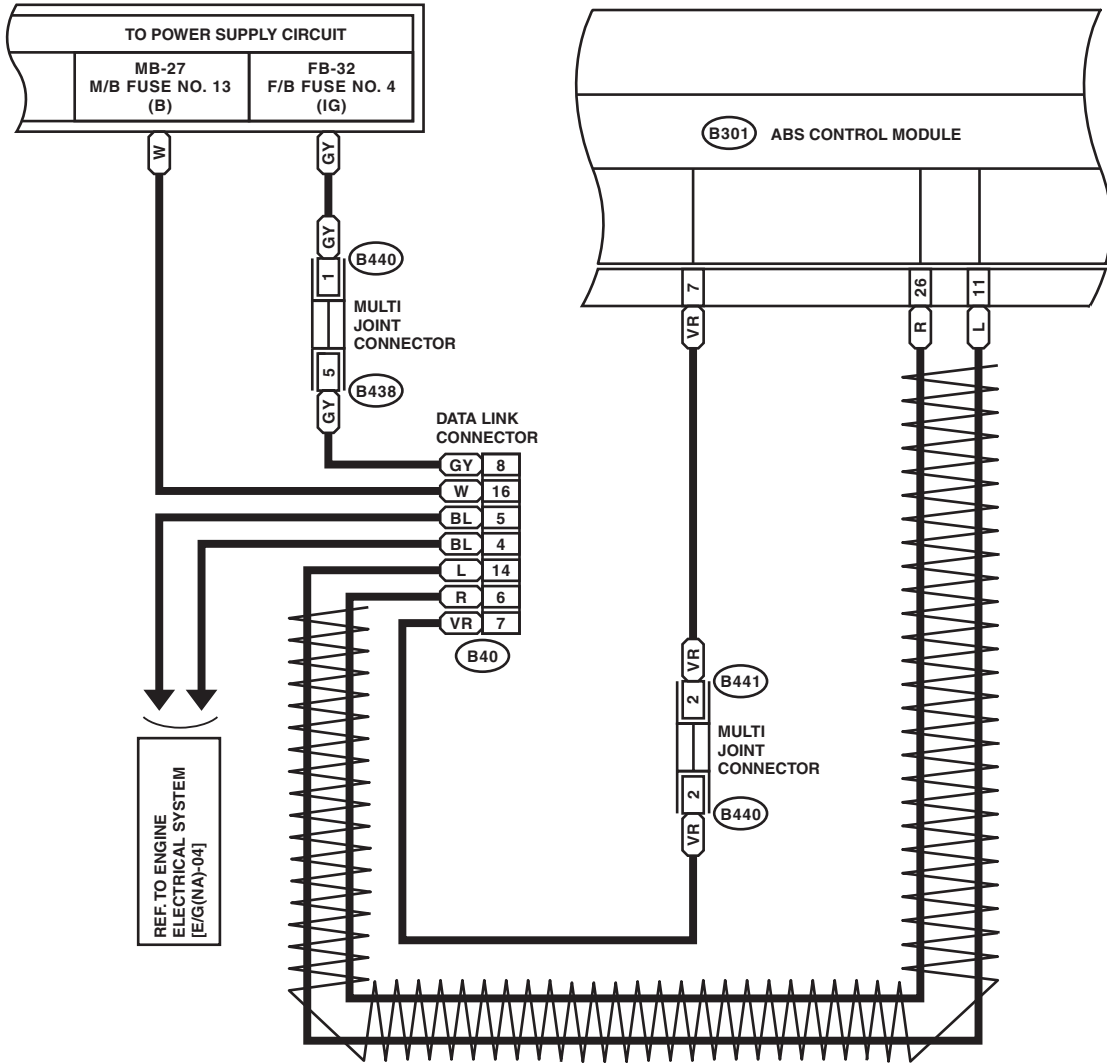 TO POWER SUPPLY CIRCUIT
MB-27
M/B FUSE NO. 13
(B)
FB-32
F/B FUSE NO. 4
(IG)
W
GY
GY
1
B440
MULTI
JOINT
CONNECTOR
5
B438
GY
B301
ABS CONTROL MODULE
7
26
11
VR
R
L
DATA LINK
CONNECTOR
GY 8
W 16
BL 5
BL 4
L 14
R 6
VR 7
B40
VR
2
B441
MULTI
JOINT
CONNECTOR
2
B440
VR
REF. TO ENGINE
ELECTRICAL SYSTEM
[E/G(NA)-04]